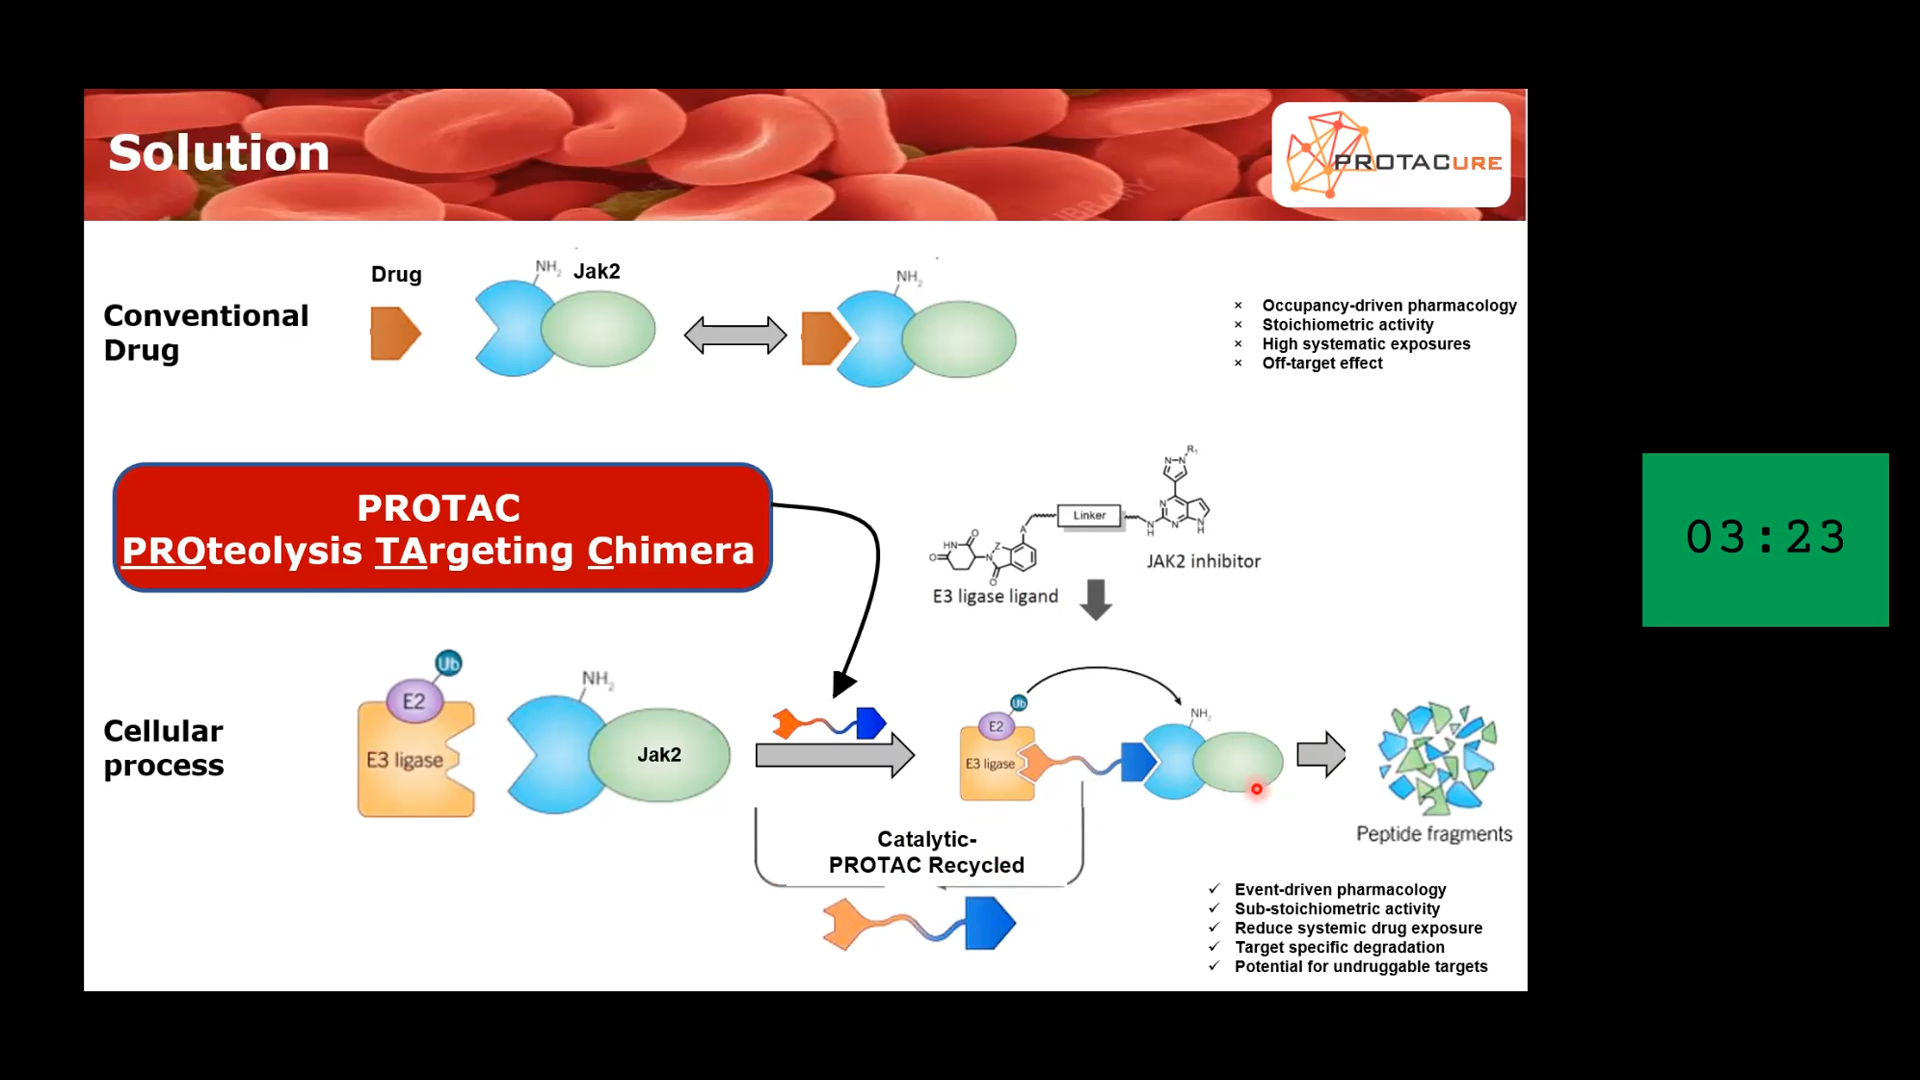 Solution
PROTACURE
LIBRARY
Conventional
Drug
Drug
NH2
Jak2
NH2
× Occupancy-driven pharmacology
× Stoichiometric activity
× High systematic exposures
× Off-target effect
PROTAC
PROteolysis TArgeting Chimera
03:23
N-N
R1
Linker
A
HN
O
O
N
Z
O
N
N
N
H
N
H
JAK2 inhibitor
E3 ligase ligand
Cellular
process
Ub
E2
E3 ligase
NH2
Jak2
Ub
E2
E3 ligase
NH2
Peptide fragments
Catalytic-
PROTAC Recycled
✓ Event-driven pharmacology
✓ Sub-stoichiometric activity
✓ Reduce systemic drug exposure
✓ Target specific degradation
✓ Potential for undruggable targets